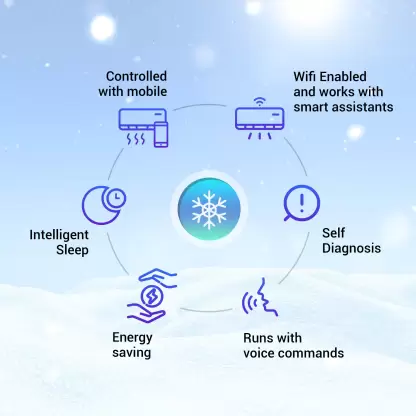 Controlled
with mobile
Wifi Enabled
and works with
smart assistants
Intelligent
Sleep
Self
Diagnosis
Energy
saving
Runs with
voice commands